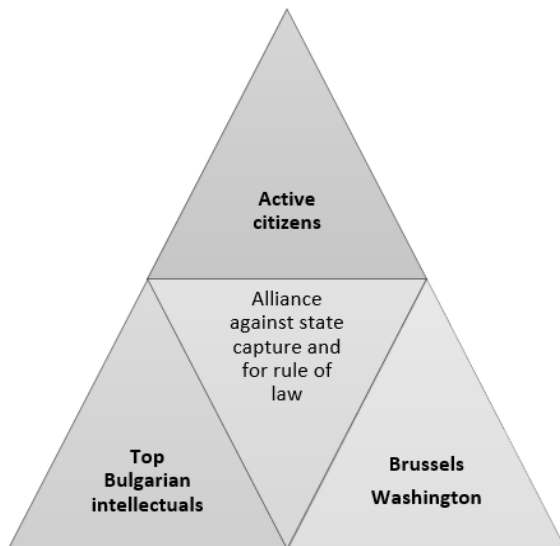 Active
citizens
Alliance
against state
capture and
for rule of
law
Top
Bulgarian
intellectuals
Brussels
Washington